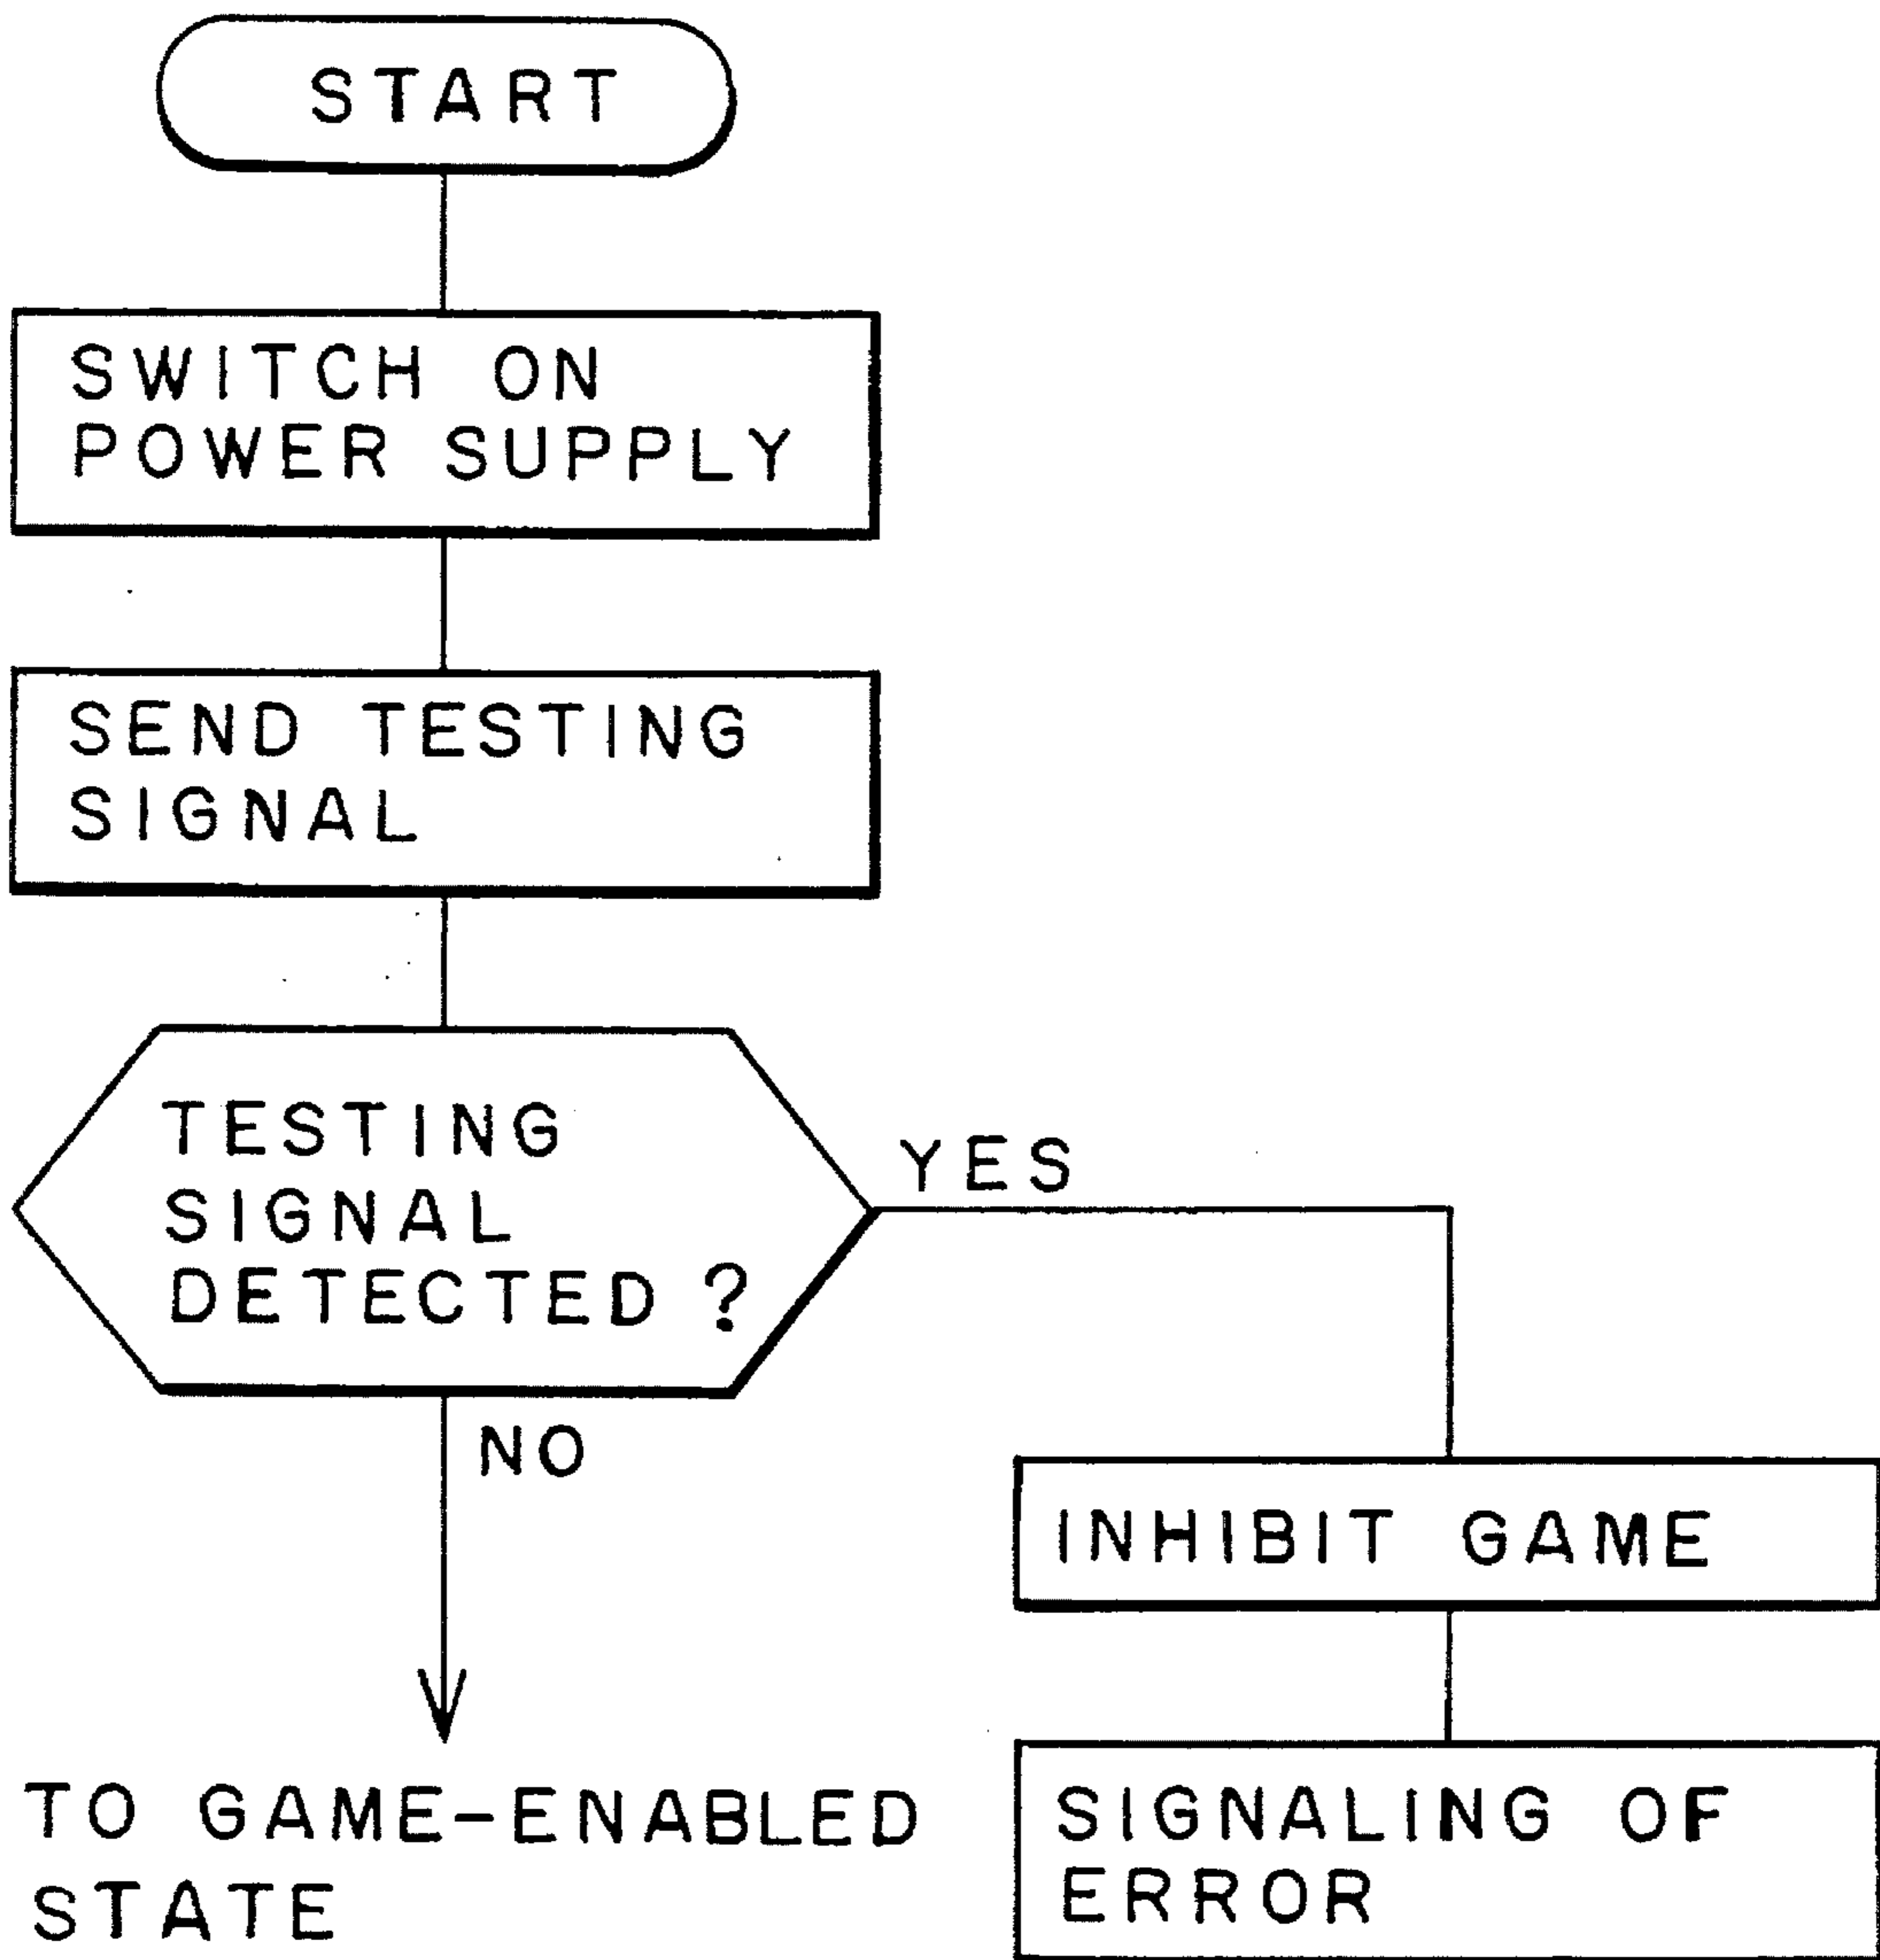 START
SWITCH ON
POWER SUPPLY
SEND TESTING
SIGNAL
TESTING
SIGNAL
DETECTED ?
YES
NO
INHIBIT GAME
TO GAME-ENABLED
STATE
SIGNALING OF
ERROR